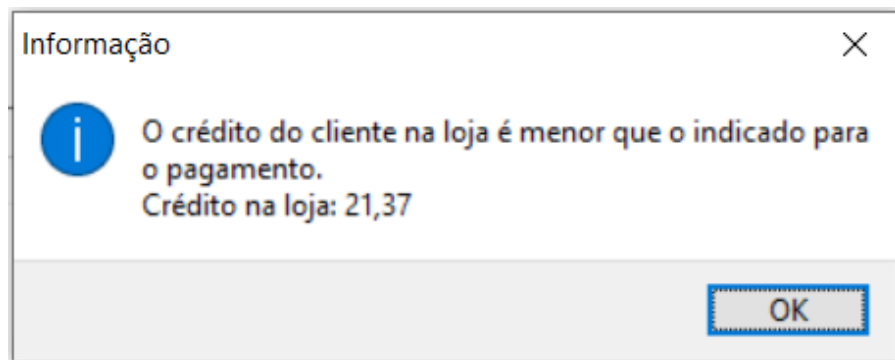 Informação
O crédito do cliente na loja é menor que o indicado para
o pagamento.
Crédito na loja: 21,37
OK